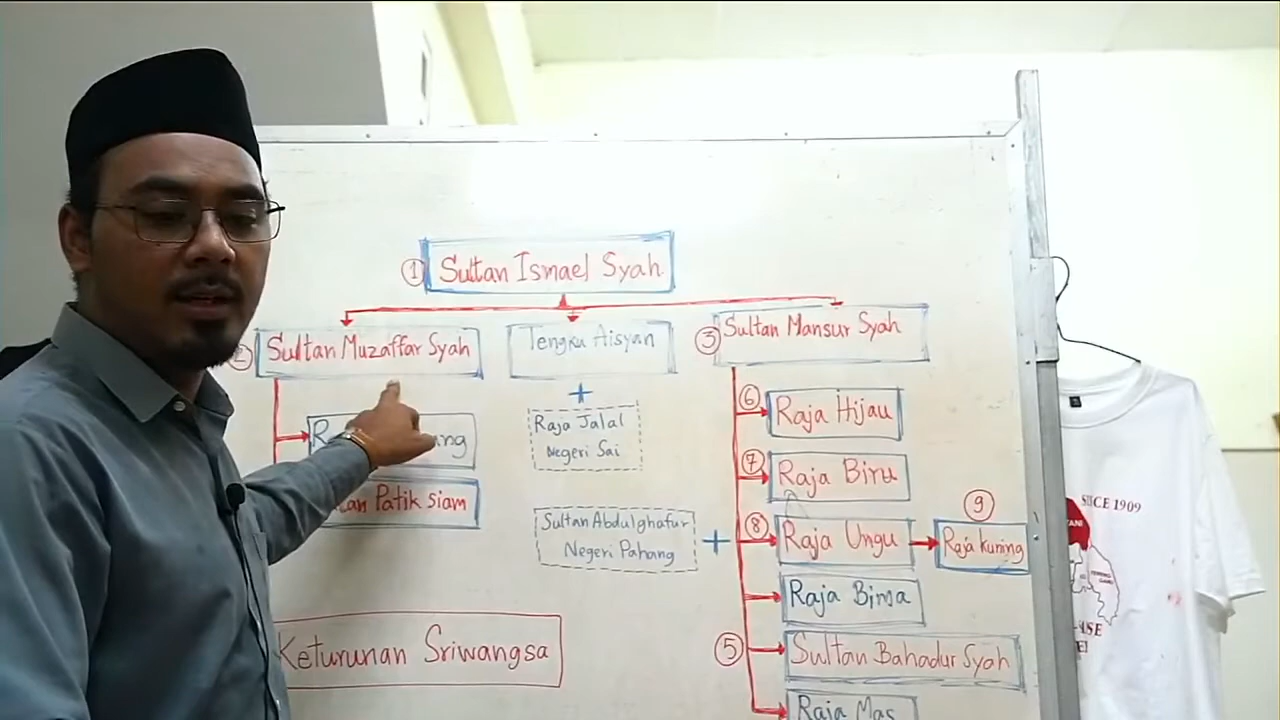 ① Sultan Ismael Syah
② Sultan Muzaffar Syah
Tengku Aisyah
③ Sultan Mansur Syah
+
Raja Jalal
Negeri Sai
Patik Siam
Sultan Abdulghafur
Negeri Pahang
+
⑥ Raja Hijau
⑦ Raja Biru
⑧ Raja Ungu
⑨ Raja Kuning
Raja Bima
⑤ Sultan Bahadur Syah
Raja Mas
Keturunan Sriwangsa
SINCE 1909